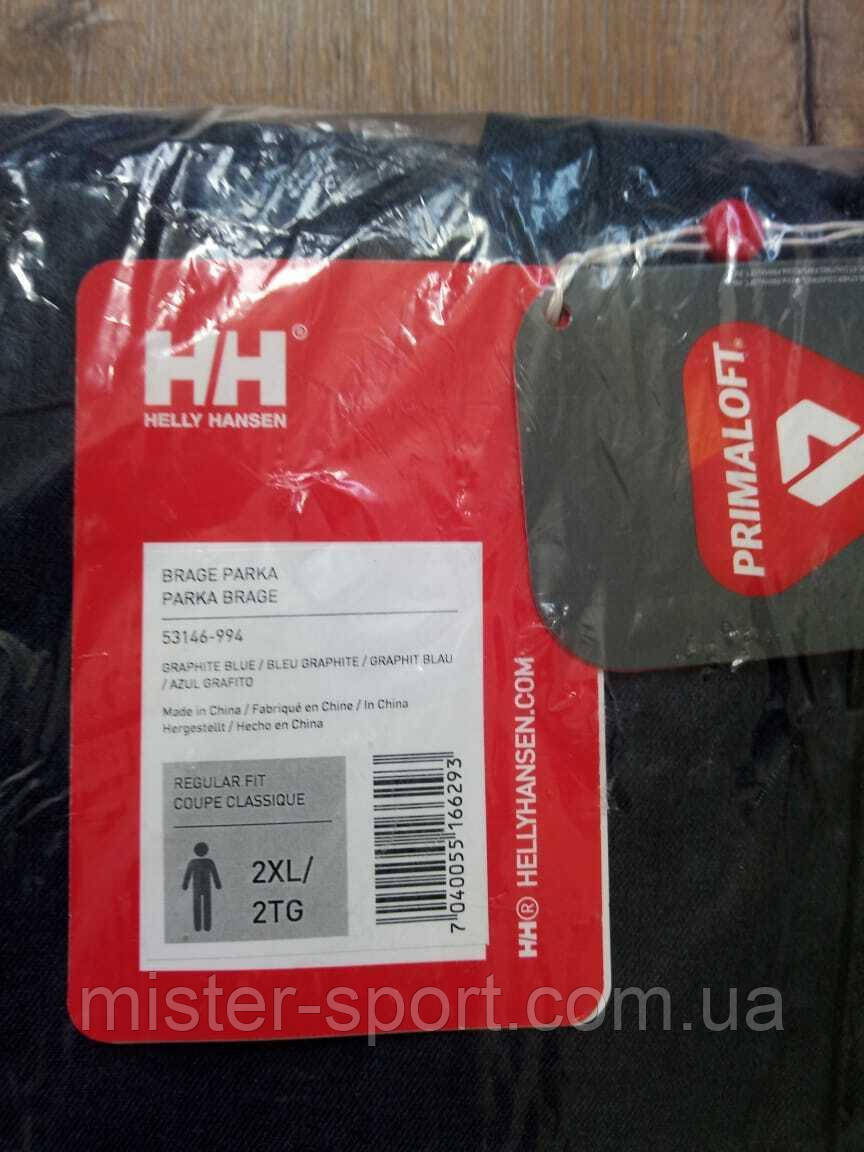 HH®
HELLY HANSEN
PRIMALOFT®
BRAGE PARKA
PARKA BRAGE
53146-994
GRAPHITE BLUE / BLEU GRAPHITE / GRAPHIT BLAU
/ AZUL GRAFITO
Made in China / Fabriqué en Chine / In China
Hergestellt / Hecho en China
REGULAR FIT
COUPE CLASSIQUE
2XL/
2TG
7 040055 166293
HH® HELLYHANSEN.COM
mister-sport.com.ua